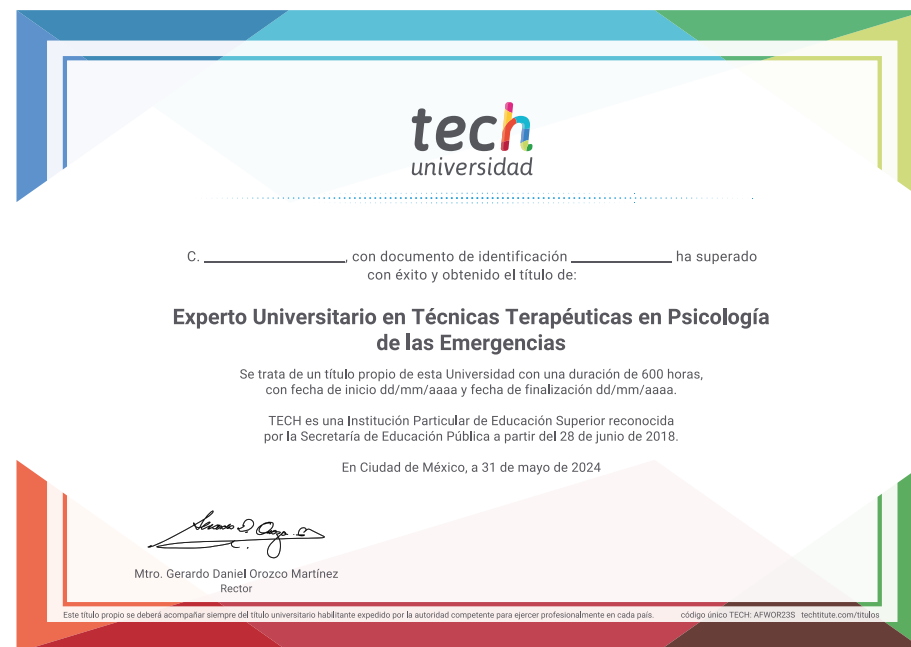 tech
universidad
C. ____________, con documento de identificación ____________ ha superado
con éxito y obtenido el título de:
Experto Universitario en Técnicas Terapéuticas en Psicología
de las Emergencias
Se trata de un título propio de esta Universidad con una duración de 600 horas,
con fecha de inicio dd/mm/aaaa y fecha de finalización dd/mm/aaaa.
TECH es una Institución Particular de Educación Superior reconocida
por la Secretaría de Educación Pública a partir del 28 de junio de 2018.
En Ciudad de México, a 31 de mayo de 2024
Mtro. Gerardo Daniel Orozco Martínez
Rector
Este título propio se deberá acompañar siempre del título universitario habilitante expedido por la autoridad competente para ejercer profesionalmente en cada país. código único TECH: AFWOR23S techtitute.com/titulos